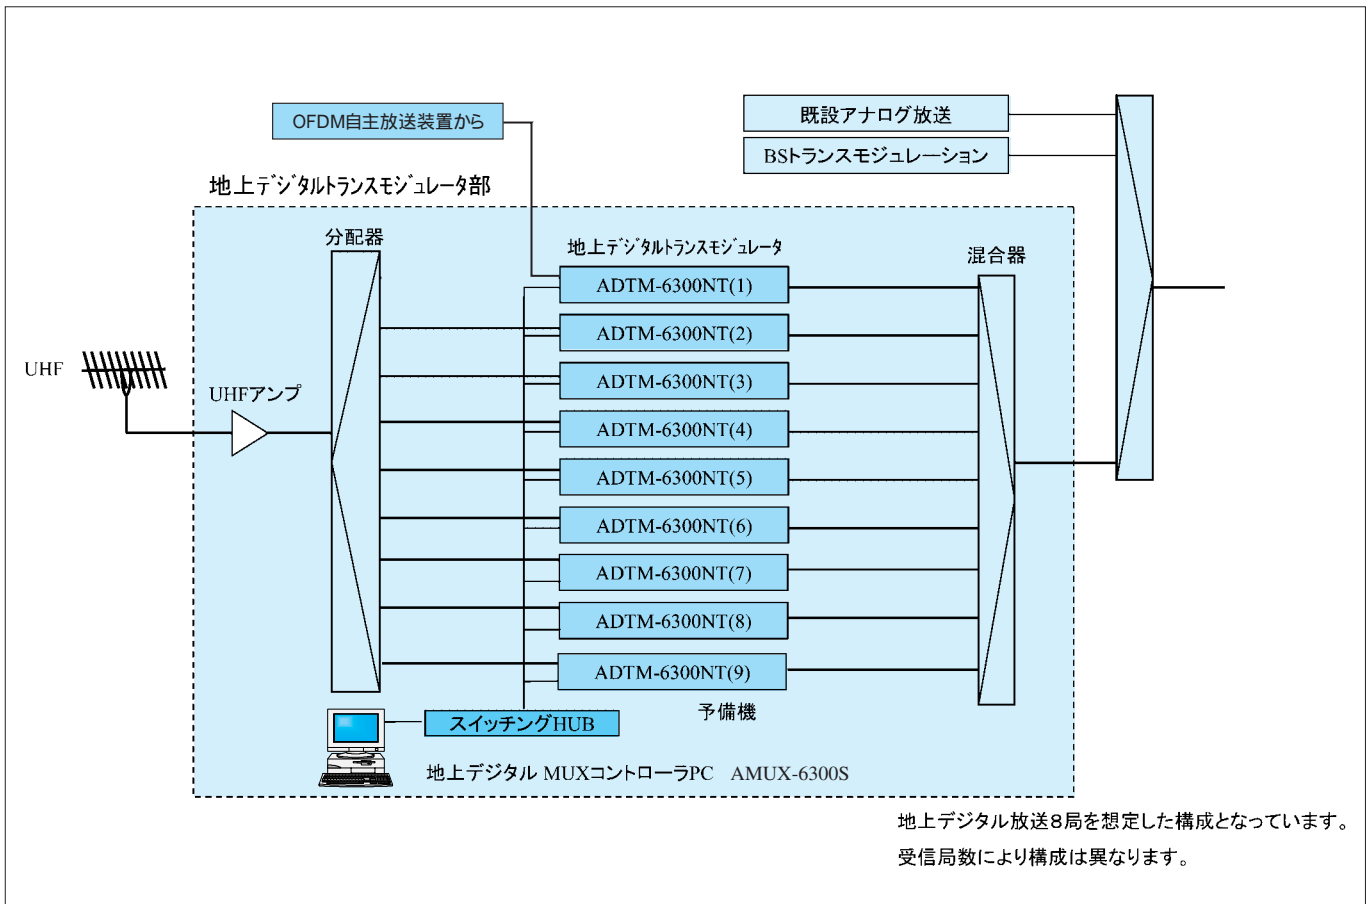 OFDM自主放送装置から
既設アナログ放送
BSトランスモジュレーション
地上デジタルトランスモジュレータ部
分配器
地上デジタルトランスモジュレータ
混合器
ADTM-6300NT(1)
ADTM-6300NT(2)
ADTM-6300NT(3)
UHF
UHFアンプ
ADTM-6300NT(4)
ADTM-6300NT(5)
ADTM-6300NT(6)
ADTM-6300NT(7)
ADTM-6300NT(8)
ADTM-6300NT(9)
予備機
スイッチングHUB
地上デジタル MUXコントローラPC AMUX-6300S
地上デジタル放送8局を想定した構成となっています。
受信局数により構成は異なります。